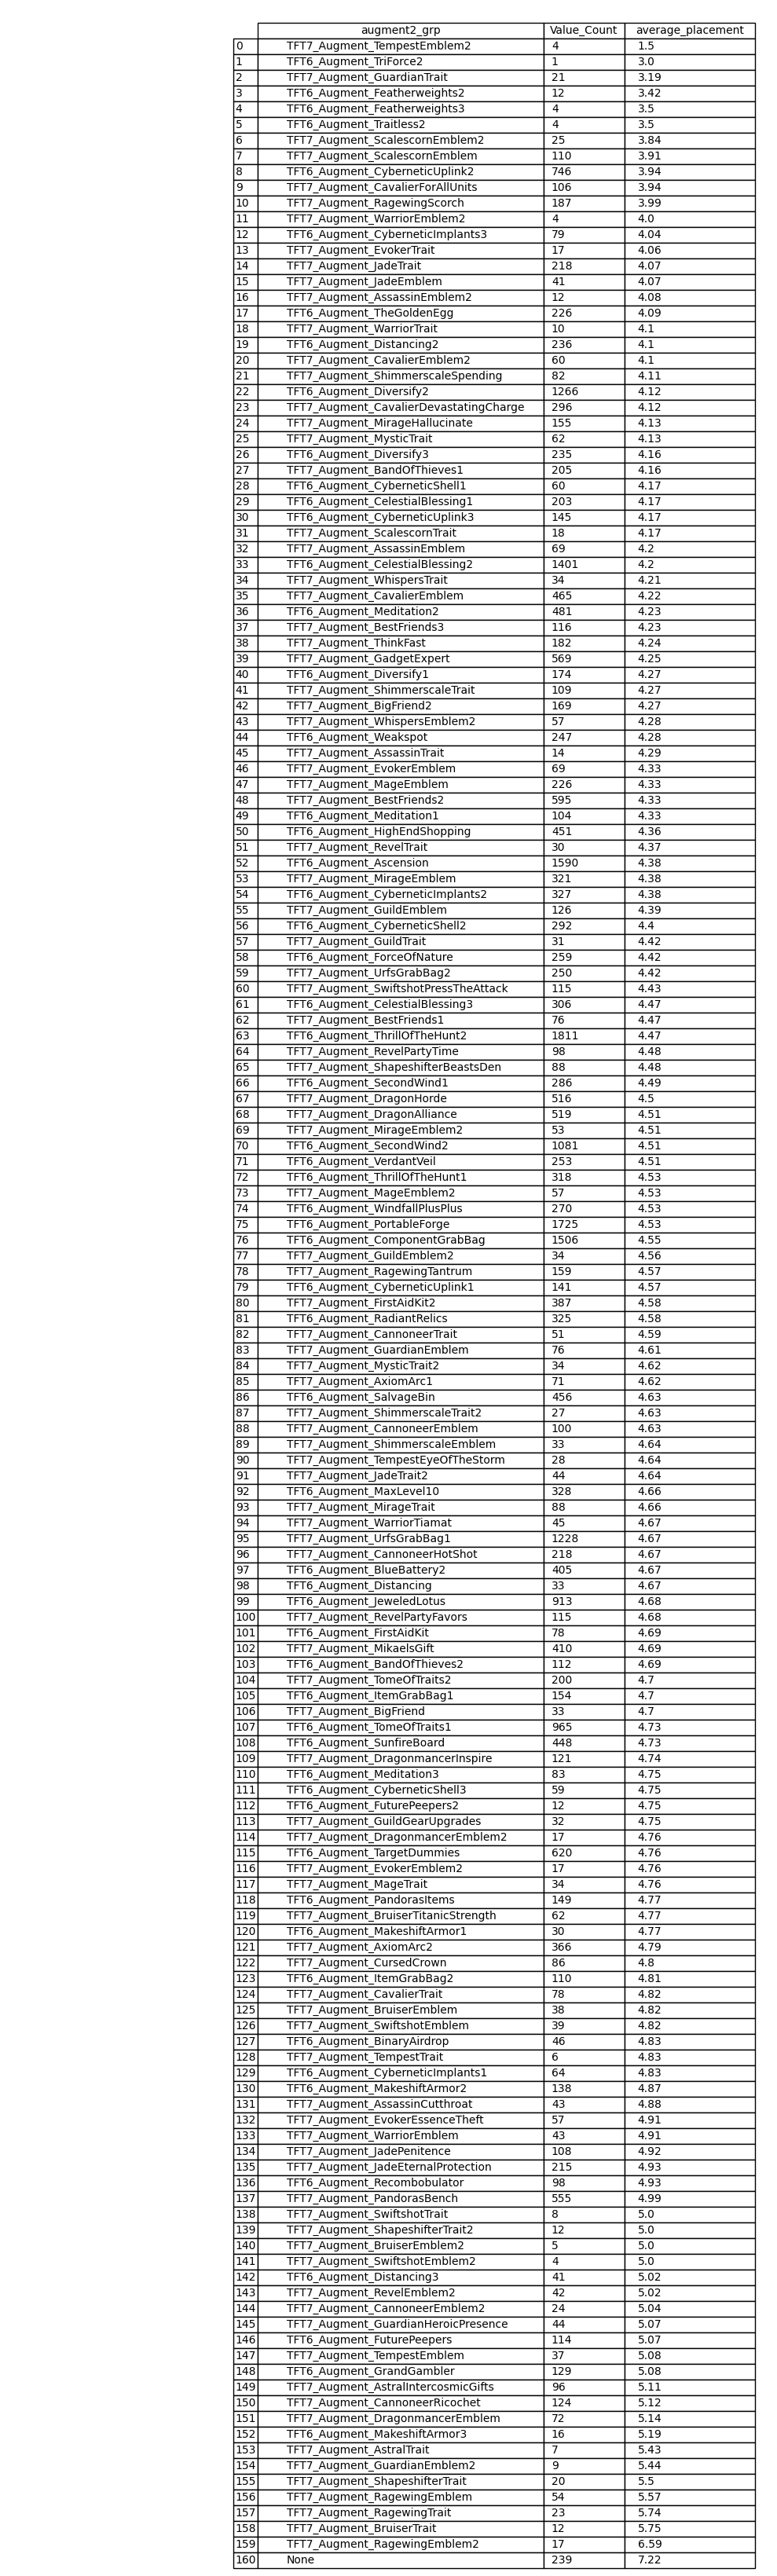 augment2_grp Value_Count average_placement
0 TFT7_Augment_TempestEmblem2 4 1.5
1 TFT6_Augment_TriForce2 1 3.0
2 TFT7_Augment_GuardianTrait 21 3.19
3 TFT6_Augment_Featherweights2 12 3.42
4 TFT6_Augment_Featherweights3 4 3.5
5 TFT6_Augment_Traitless2 4 3.5
6 TFT7_Augment_ScalescornEmblem2 25 3.84
7 TFT7_Augment_ScalescornEmblem 110 3.91
8 TFT6_Augment_CyberneticUplink2 746 3.94
9 TFT7_Augment_CavalierForAllUnits 106 3.94
10 TFT7_Augment_RagewingScorch 187 3.99
11 TFT7_Augment_WarriorEmblem2 4 4.0
12 TFT6_Augment_CyberneticImplants3 79 4.04
13 TFT7_Augment_EvokerTrait 17 4.06
14 TFT7_Augment_JadeTrait 218 4.07
15 TFT7_Augment_JadeEmblem 41 4.07
16 TFT7_Augment_AssassinEmblem2 12 4.08
17 TFT6_Augment_TheGoldenEgg 226 4.09
18 TFT7_Augment_WarriorTrait 10 4.1
19 TFT6_Augment_Distancing2 236 4.1
20 TFT7_Augment_CavalierEmblem2 60 4.1
21 TFT7_Augment_ShimmerscaleSpending 82 4.11
22 TFT6_Augment_Diversify2 1266 4.12
23 TFT7_Augment_CavalierDevastatingCharge 296 4.12
24 TFT7_Augment_MirageHallucinate 155 4.13
25 TFT7_Augment_MysticTrait 62 4.13
26 TFT6_Augment_Diversify3 235 4.16
27 TFT7_Augment_BandOfThieves1 205 4.16
28 TFT6_Augment_CyberneticShell1 60 4.17
29 TFT6_Augment_CelestialBlessing1 203 4.17
30 TFT6_Augment_CyberneticUplink3 145 4.17
31 TFT7_Augment_ScalescornTrait 18 4.17
32 TFT7_Augment_AssassinEmblem 69 4.2
33 TFT6_Augment_CelestialBlessing2 1401 4.2
34 TFT7_Augment_WhispersTrait 34 4.21
35 TFT7_Augment_CavalierEmblem 465 4.22
36 TFT6_Augment_Meditation2 481 4.23
37 TFT7_Augment_BestFriends3 116 4.23
38 TFT7_Augment_ThinkFast 182 4.24
39 TFT7_Augment_GadgetExpert 569 4.25
40 TFT6_Augment_Diversify1 174 4.27
41 TFT7_Augment_ShimmerscaleTrait 109 4.27
42 TFT7_Augment_BigFriend2 169 4.27
43 TFT7_Augment_WhispersEmblem2 57 4.28
44 TFT6_Augment_Weakspot 247 4.28
45 TFT7_Augment_AssassinTrait 14 4.29
46 TFT7_Augment_EvokerEmblem 69 4.33
47 TFT7_Augment_MageEmblem 226 4.33
48 TFT7_Augment_BestFriends2 595 4.33
49 TFT6_Augment_Meditation1 104 4.33
50 TFT6_Augment_HighEndShopping 451 4.36
51 TFT7_Augment_RevelTrait 30 4.37
52 TFT6_Augment_Ascension 1590 4.38
53 TFT7_Augment_MirageEmblem 321 4.38
54 TFT6_Augment_CyberneticImplants2 327 4.38
55 TFT7_Augment_GuildEmblem 126 4.39
56 TFT6_Augment_CyberneticShell2 292 4.4
57 TFT7_Augment_GuildTrait 31 4.42
58 TFT6_Augment_ForceOfNature 259 4.42
59 TFT7_Augment_UrfsGrabBag2 250 4.42
60 TFT7_Augment_SwiftshotPressTheAttack 115 4.43
61 TFT6_Augment_CelestialBlessing3 306 4.47
62 TFT7_Augment_BestFriends1 76 4.47
63 TFT6_Augment_ThrillOfTheHunt2 1811 4.47
64 TFT7_Augment_RevelPartyTime 98 4.48
65 TFT7_Augment_ShapeshifterBeastsDen 88 4.48
66 TFT6_Augment_SecondWind1 286 4.49
67 TFT7_Augment_DragonHorde 516 4.5
68 TFT7_Augment_DragonAlliance 519 4.51
69 TFT7_Augment_MirageEmblem2 53 4.51
70 TFT6_Augment_SecondWind2 1081 4.51
71 TFT6_Augment_VerdantVeil 253 4.51
72 TFT6_Augment_ThrillOfTheHunt1 318 4.53
73 TFT7_Augment_MageEmblem2 57 4.53
74 TFT6_Augment_WindfallPlusPlus 270 4.53
75 TFT6_Augment_PortableForge 1725 4.53
76 TFT6_Augment_ComponentGrabBag 1506 4.55
77 TFT7_Augment_GuildEmblem2 34 4.56
78 TFT7_Augment_RagewingTantrum 159 4.57
79 TFT6_Augment_CyberneticUplink1 141 4.57
80 TFT7_Augment_FirstAidKit2 387 4.58
81 TFT6_Augment_RadiantRelics 325 4.58
82 TFT7_Augment_CannoneerTrait 51 4.59
83 TFT7_Augment_GuardianEmblem 76 4.61
84 TFT7_Augment_MysticTrait2 34 4.62
85 TFT7_Augment_AxiomArc1 71 4.62
86 TFT6_Augment_SalvageBin 456 4.63
87 TFT7_Augment_ShimmerscaleTrait2 27 4.63
88 TFT7_Augment_CannoneerEmblem 100 4.63
89 TFT7_Augment_ShimmerscaleEmblem 33 4.64
90 TFT7_Augment_TempestEyeOfTheStorm 28 4.64
91 TFT7_Augment_JadeTrait2 44 4.64
92 TFT6_Augment_MaxLevel10 328 4.66
93 TFT7_Augment_MirageTrait 88 4.66
94 TFT7_Augment_WarriorTiamat 45 4.67
95 TFT7_Augment_UrfsGrabBag1 1228 4.67
96 TFT7_Augment_CannoneerHotShot 218 4.67
97 TFT6_Augment_BlueBattery2 405 4.67
98 TFT6_Augment_Distancing 33 4.67
99 TFT6_Augment_JeweledLotus 913 4.68
100 TFT7_Augment_RevelPartyFavors 115 4.68
101 TFT6_Augment_FirstAidKit 78 4.69
102 TFT7_Augment_MikaelsGift 410 4.69
103 TFT6_Augment_BandOfThieves2 112 4.69
104 TFT7_Augment_TomeOfTraits2 200 4.7
105 TFT6_Augment_ItemGrabBag1 154 4.7
106 TFT7_Augment_BigFriend 33 4.7
107 TFT6_Augment_TomeOfTraits1 965 4.73
108 TFT6_Augment_SunfireBoard 448 4.73
109 TFT7_Augment_DragonmancerInspire 121 4.74
110 TFT6_Augment_Meditation3 83 4.75
111 TFT6_Augment_CyberneticShell3 59 4.75
112 TFT6_Augment_FuturePeepers2 12 4.75
113 TFT7_Augment_GuildGearUpgrades 32 4.75
114 TFT7_Augment_DragonmancerEmblem2 17 4.76
115 TFT6_Augment_TargetDummies 620 4.76
116 TFT7_Augment_EvokerEmblem2 17 4.76
117 TFT7_Augment_MageTrait 34 4.76
118 TFT6_Augment_PandorasItems 149 4.77
119 TFT7_Augment_BruiserTitanicStrength 62 4.77
120 TFT6_Augment_MakeshiftArmor1 30 4.77
121 TFT7_Augment_AxiomArc2 366 4.79
122 TFT7_Augment_CursedCrown 86 4.8
123 TFT6_Augment_ItemGrabBag2 110 4.81
124 TFT7_Augment_CavalierTrait 78 4.82
125 TFT7_Augment_BruiserEmblem 38 4.82
126 TFT7_Augment_SwiftshotEmblem 39 4.82
127 TFT6_Augment_BinaryAirdrop 46 4.83
128 TFT7_Augment_TempestTrait 6 4.83
129 TFT6_Augment_CyberneticImplants1 64 4.83
130 TFT6_Augment_MakeshiftArmor2 138 4.87
131 TFT7_Augment_AssassinCutthroat 43 4.88
132 TFT7_Augment_EvokerEssenceTheft 57 4.91
133 TFT7_Augment_WarriorEmblem 43 4.91
134 TFT7_Augment_JadePenitence 108 4.92
135 TFT7_Augment_JadeEternalProtection 215 4.93
136 TFT6_Augment_Recombobulator 98 4.93
137 TFT7_Augment_PandorasBench 555 4.99
138 TFT7_Augment_SwiftshotTrait 8 5.0
139 TFT7_Augment_ShapeshifterTrait2 12 5.0
140 TFT7_Augment_BruiserEmblem2 5 5.0
141 TFT7_Augment_SwiftshotEmblem2 4 5.0
142 TFT6_Augment_Distancing3 41 5.02
143 TFT7_Augment_RevelEmblem2 42 5.02
144 TFT7_Augment_CannoneerEmblem2 24 5.04
145 TFT7_Augment_GuardianHeroicPresence 44 5.07
146 TFT6_Augment_FuturePeepers 114 5.07
147 TFT7_Augment_TempestEmblem 37 5.08
148 TFT6_Augment_GrandGambler 129 5.08
149 TFT7_Augment_AstralIntercosmicGifts 96 5.11
150 TFT7_Augment_CannoneerRicochet 124 5.12
151 TFT7_Augment_DragonmancerEmblem 72 5.14
152 TFT6_Augment_MakeshiftArmor3 16 5.19
153 TFT7_Augment_AstralTrait 7 5.43
154 TFT7_Augment_GuardianEmblem2 9 5.44
155 TFT7_Augment_ShapeshifterTrait 20 5.5
156 TFT7_Augment_RagewingEmblem 54 5.57
157 TFT7_Augment_RagewingTrait 23 5.74
158 TFT7_Augment_BruiserTrait 12 5.75
159 TFT7_Augment_RagewingEmblem2 17 6.59
160 None 239 7.22